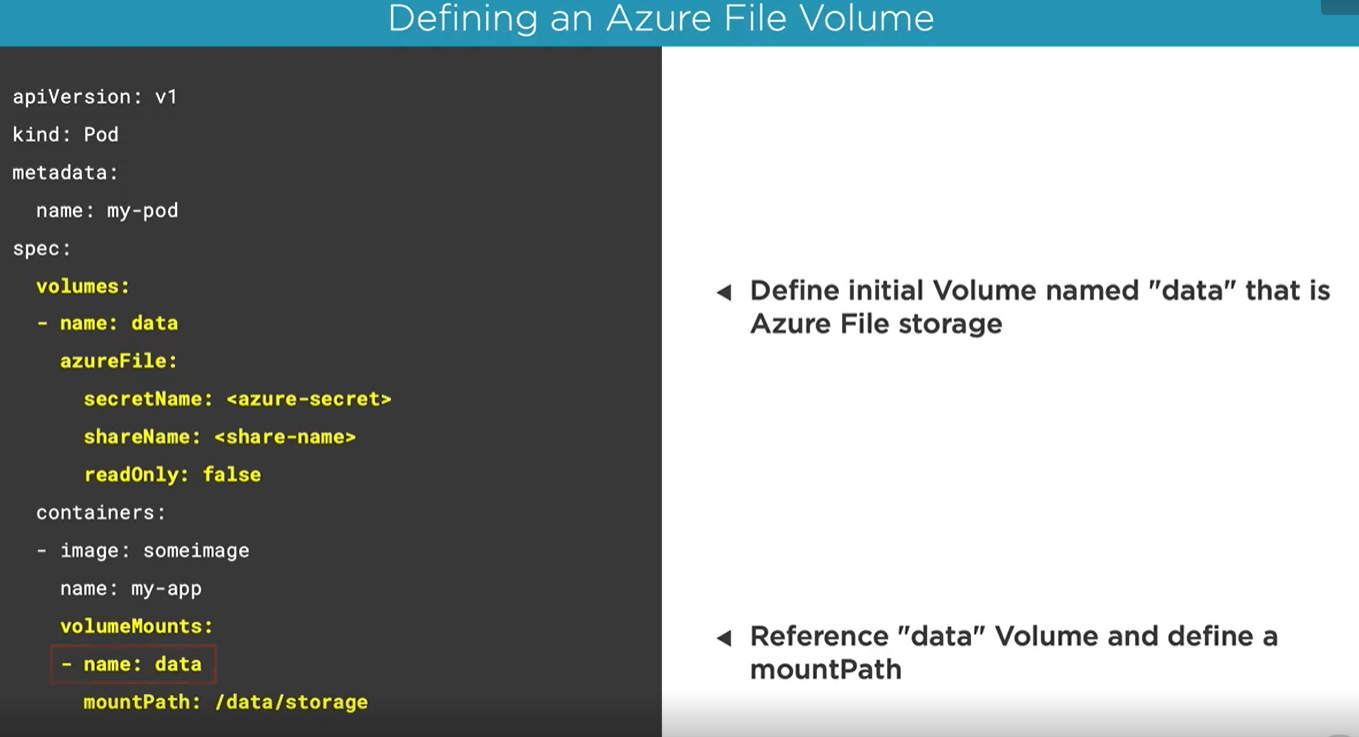 Defining an Azure File Volume
apiVersion: v1
kind: Pod
metadata:
  name: my-pod
spec:
  volumes:
  - name: data
    azureFile:
      secretName: <azure-secret>
      shareName: <share-name>
      readOnly: false
  containers:
  - image: someimage
    name: my-app
    volumeMounts:
    - name: data
      mountPath: /data/storage
◄ Define initial Volume named "data" that is
Azure File storage
◄ Reference "data" Volume and define a
mountPath